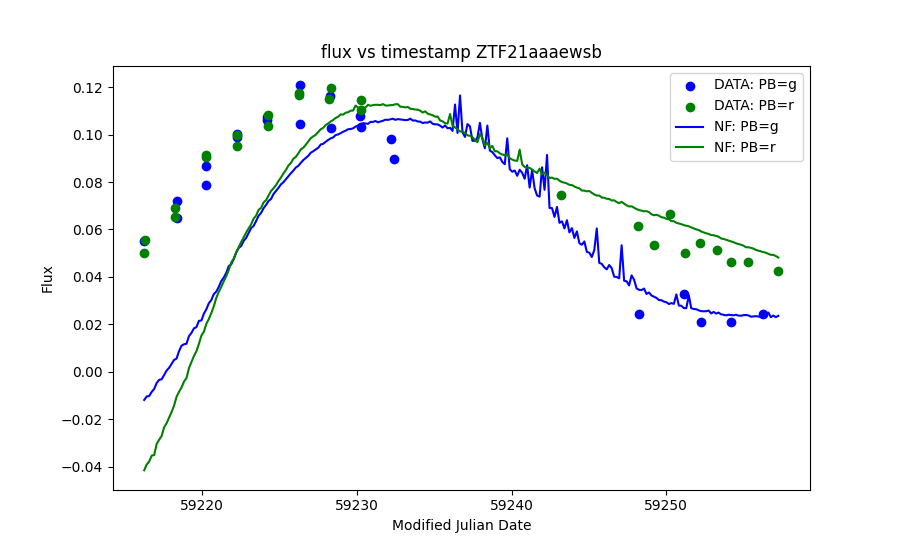 flux vs timestamp ZTF21aaaewsb
DATA: PB=g
DATA: PB=r
NF: PB=g
NF: PB=r
0.12
0.10
0.08
0.06
0.04
0.02
0.00
−0.02
−0.04
Flux
59220
59230
59240
59250
Modified Julian Date